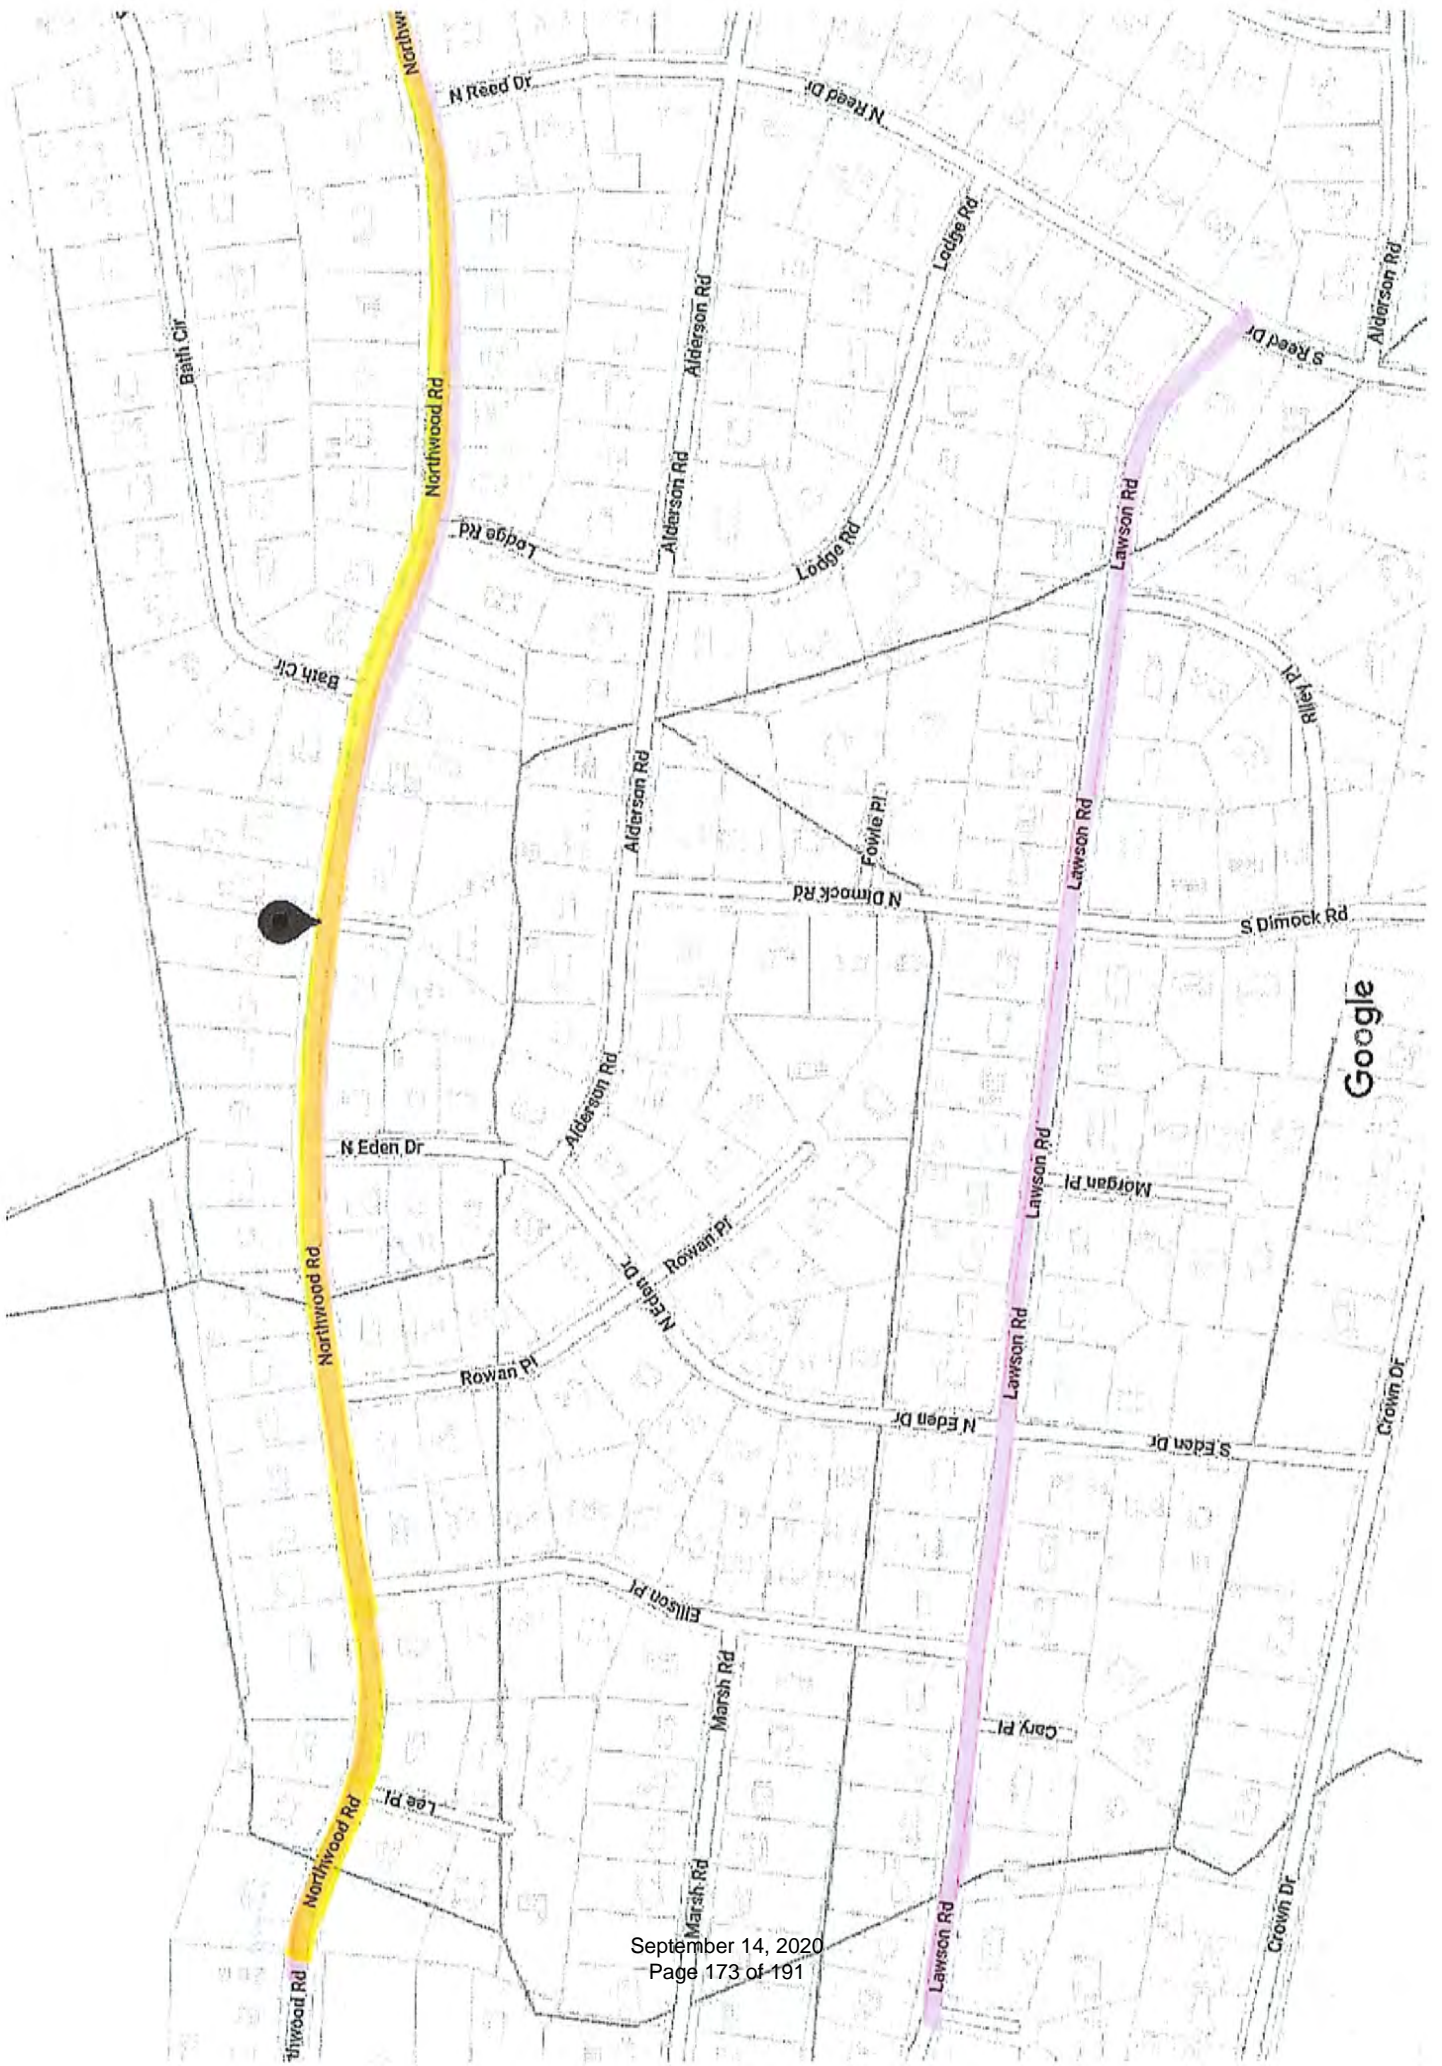 Northw
N Reed Dr
N Reed Dr
Lodge Rd
Alderson Rd
Bath Cir
Alderson Rd
S Reed Dr
Northwood Rd
Alderson Rd
Lawson Rd
Lodge Rd
Lodge Rd
Bath Cir
Riley Pl
Alderson Rd
Fowle Pl
Lawson Rd
N Dimock Rd
S Dimock Rd
Google
Alderson Rd
N Eden Dr
Lawson Rd
Morgan Pl
Rowan Pl
N Eden Dr
Northwood Rd
Rowan Pl
Lawson Rd
Crown Dr
N Eden Dr
S Eden Dr
Ellison Pl
Marsh Rd
Cary Pl
Lee Pl
Northwood Rd
Marsh Rd
Crown Dr
Lawson Rd
thwood Rd
September 14, 2020
Page 173 of 191